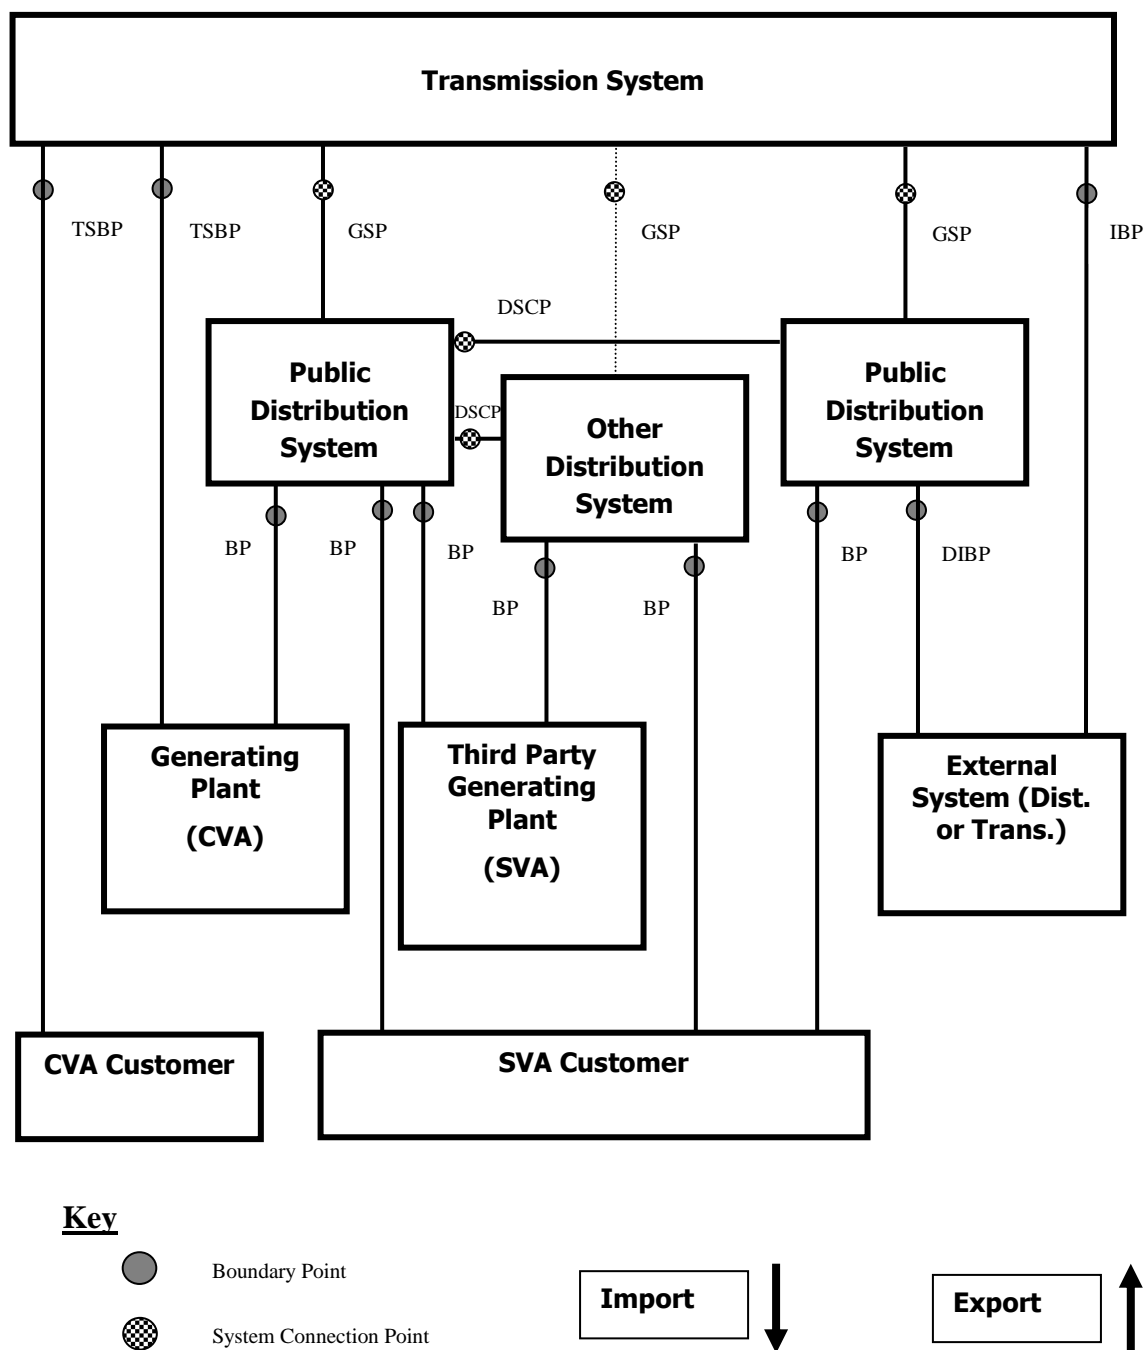 Transmission System
TSBP
TSBP
GSP
GSP
GSP
IBP
DSCP
Public
Distribution
System
DSCP
Other
Distribution
System
Public
Distribution
System
BP
BP
BP
BP
BP
BP
DIBP
Generating
Plant
(CVA)
Third Party
Generating
Plant
(SVA)
External
System (Dist.
or Trans.)
CVA Customer
SVA Customer
Key
Boundary Point
System Connection Point
Import
Export